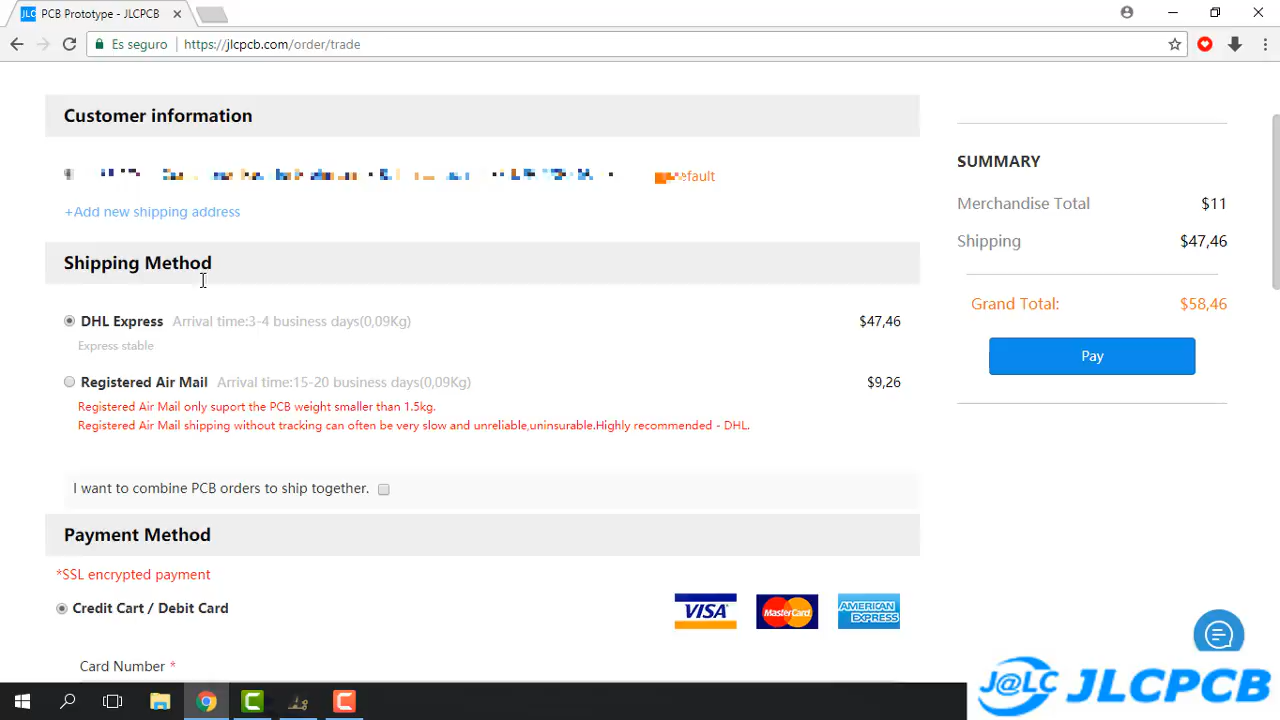 JLC PCB Prototype - JLCPCB
Es seguro https://jlcpcb.com/order/trade
Customer information
efault
+Add new shipping address
Shipping Method
DHL Express Arrival time:3-4 business days(0,09Kg) $47,46
Express stable
Registered Air Mail Arrival time:15-20 business days(0,09Kg) $9,26
Registered Air Mail only suport the PCB weight smaller than 1.5kg.
Registered Air Mail shipping without tracking can often be very slow and unreliable,uninsurable.Highly recommended - DHL.
I want to combine PCB orders to ship together.
Payment Method
*SSL encrypted payment
Credit Cart / Debit Card
VISA MasterCard AMERICAN EXPRESS
Card Number *
SUMMARY
Merchandise Total $11
Shipping $47,46
Grand Total: $58,46
Pay
J@LC JLCPCB